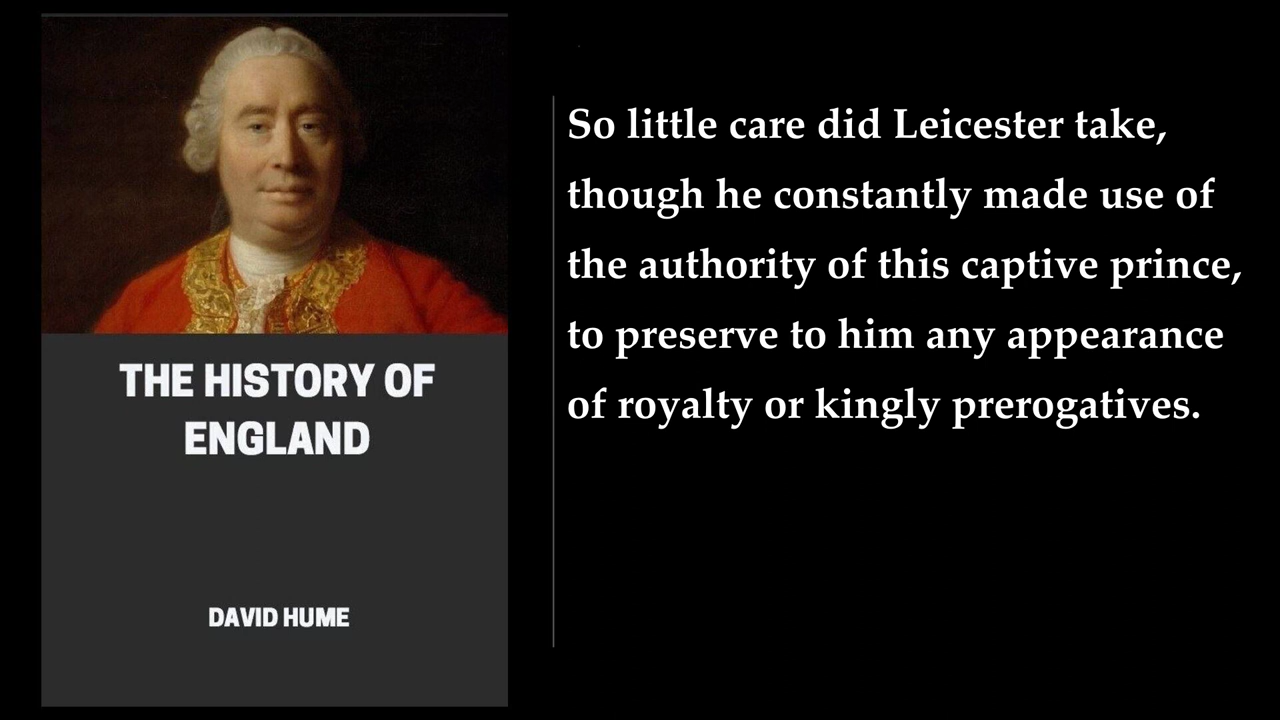 THE HISTORY OF
ENGLAND
DAVID HUME
So little care did Leicester take,
though he constantly made use of
the authority of this captive prince,
to preserve to him any appearance
of royalty or kingly prerogatives.